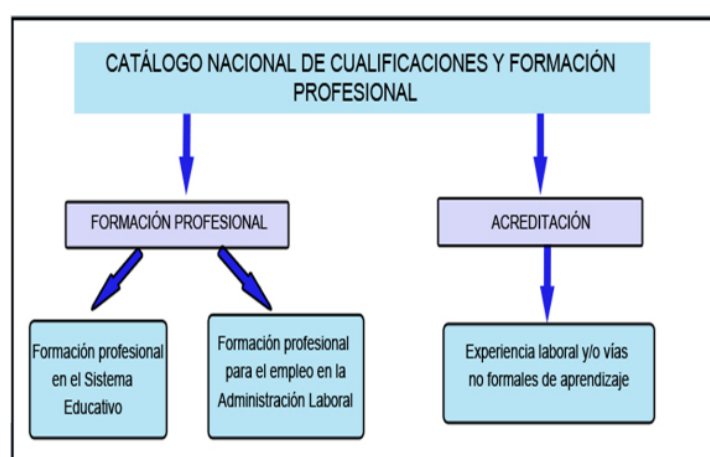 CATÁLOGO NACIONAL DE CUALIFICACIONES Y FORMACIÓN
PROFESIONAL
FORMACIÓN PROFESIONAL
ACREDITACIÓN
Formación profesional
en el Sistema
Educativo
Formación profesional
para el empleo en la
Administración Laboral
Experiencia laboral y/o vías
no formales de aprendizaje